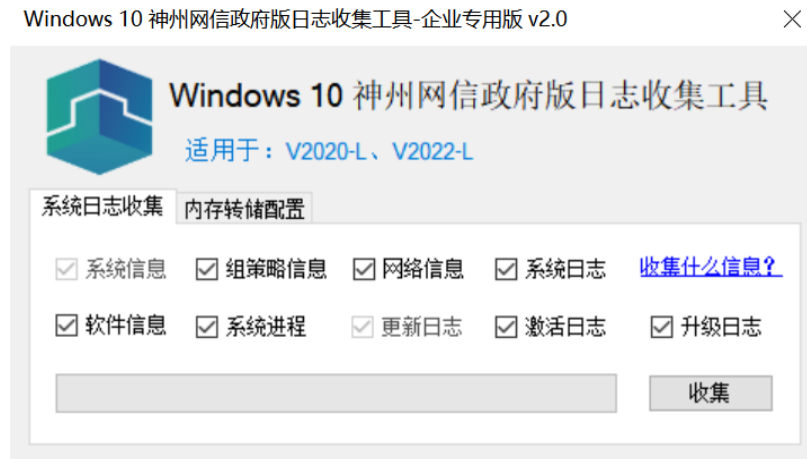 Windows 10 神州网信政府版日志收集工具-企业专用版 v2.0
Windows 10 神州网信政府版日志收集工具
适用于：V2020-L、V2022-L
系统日志收集 内存转储配置
系统信息 组策略信息 网络信息 系统日志 收集什么信息?
软件信息 系统进程 更新日志 激活日志 升级日志
收集